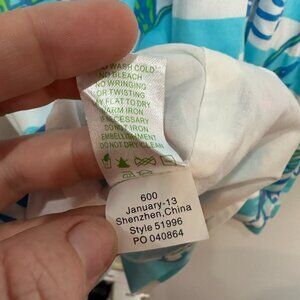 WASH COLD
NO BLEACH
NO WRINGING
OR TWISTING
FLAT TO DRY
WARM IRON
IF NECESSARY
DO NOT IRON
EMBELLISHMENT
DO NOT DRY CLEAN
600
January-13
Shenzhen,China
Style 51996
PO 040864